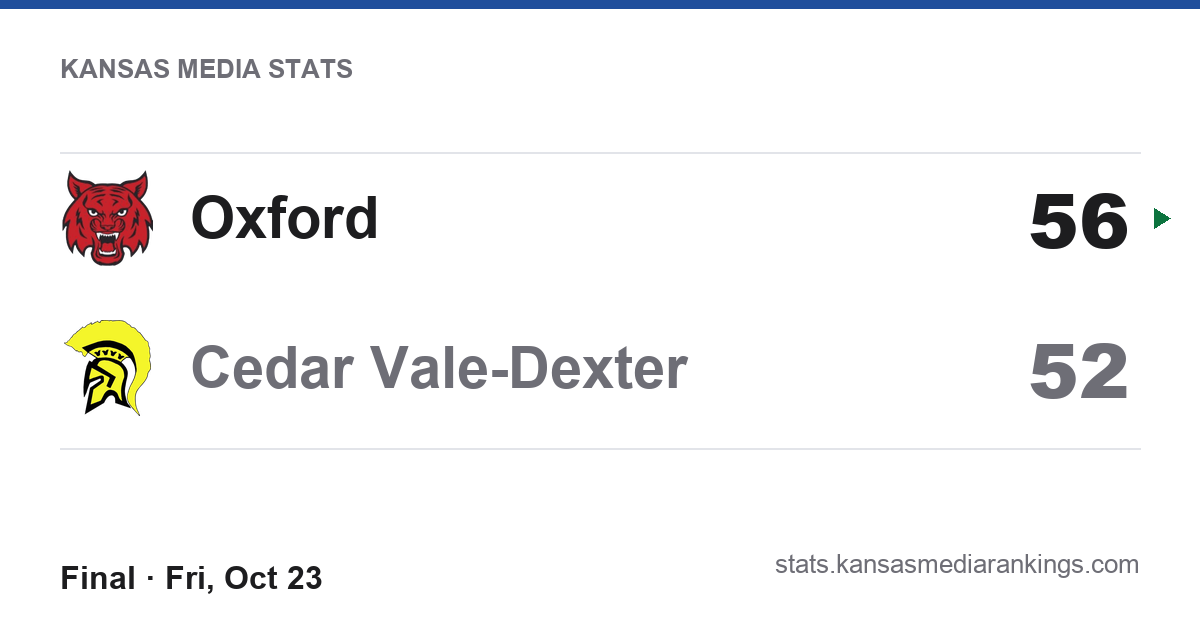 KANSAS MEDIA STATS
Oxford 56
Cedar Vale-Dexter 52
Final · Fri, Oct 23
stats.kansasmediarankings.com